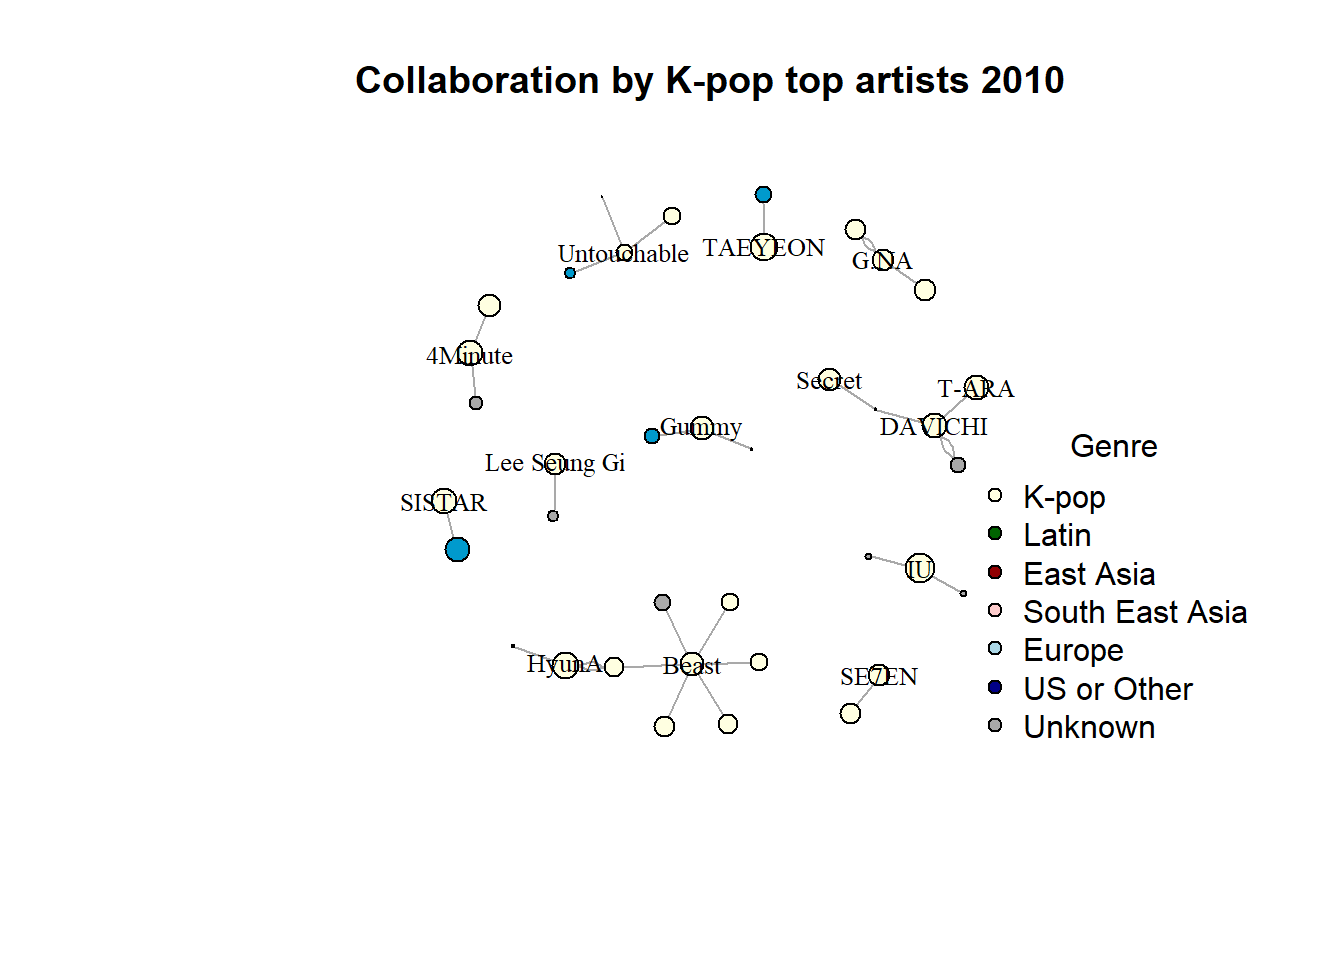 Collaboration by K-pop top artists 2010
Untouchable
TAEYEON
G.NA
4Minute
Secret
T-ARA
Gummy
DAVICHI
Lee Seung Gi
SISTAR
IU
HyunA
Beast
SE7EN
Genre
K-pop
Latin
East Asia
South East Asia
Europe
US or Other
Unknown